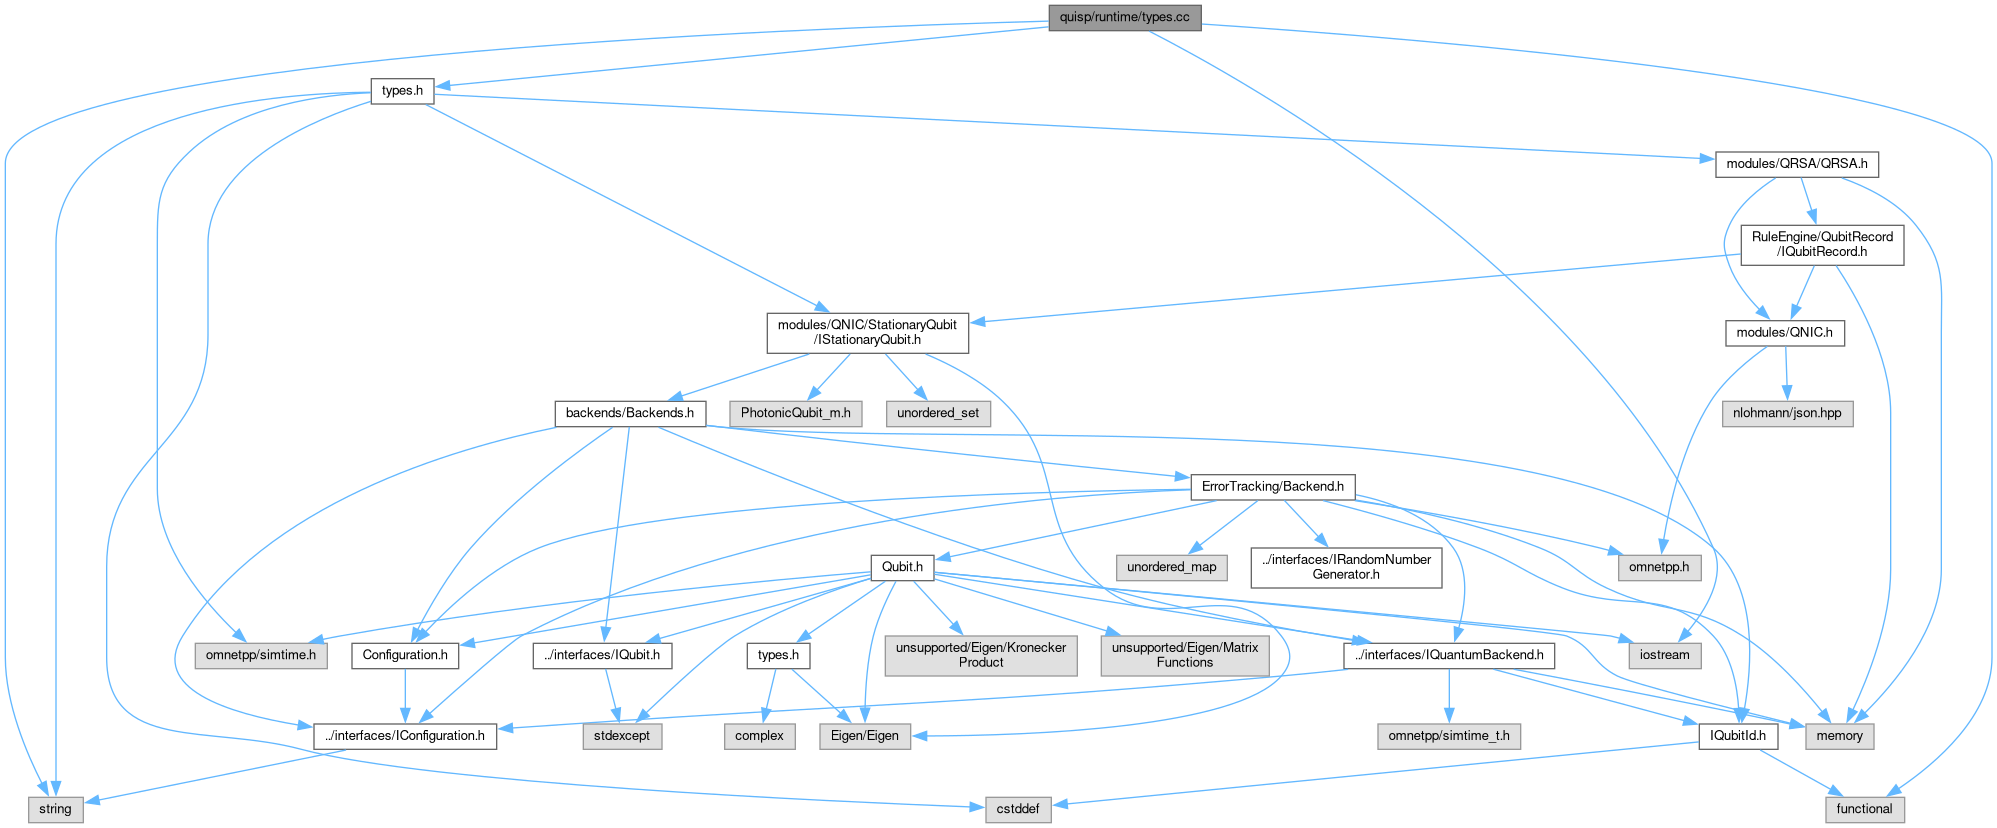 quisp/runtime/types.cc
types.h
modules/QRSA/QRSA.h
RuleEngine/QubitRecord
/IQubitRecord.h
modules/QNIC/StationaryQubit
/IStationaryQubit.h
modules/QNIC.h
backends/Backends.h
PhotonicQubit_m.h
unordered_set
nlohmann/json.hpp
ErrorTracking/Backend.h
Qubit.h
unordered_map
../interfaces/IRandomNumber
Generator.h
omnetpp.h
omnetpp/simtime.h
Configuration.h
../interfaces/IQubit.h
types.h
unsupported/Eigen/Kronecker
Product
unsupported/Eigen/Matrix
Functions
../interfaces/IQuantumBackend.h
iostream
../interfaces/IConfiguration.h
stdexcept
complex
Eigen/Eigen
omnetpp/simtime_t.h
IQubitId.h
memory
string
cstddef
functional